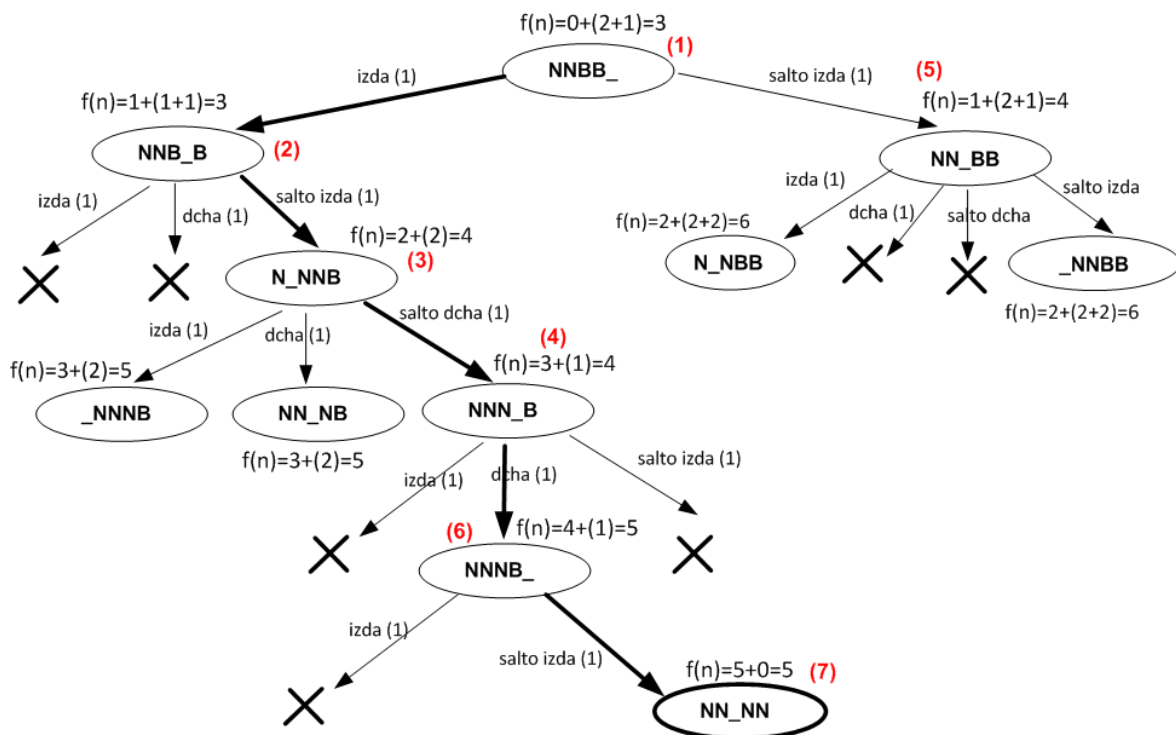 f(n)=0+(2+1)=3
(1)
NNBB_
izda (1)
salto izda (1)
(5)
f(n)=1+(1+1)=3
f(n)=1+(2+1)=4
NNB_B
(2)
NN_BB
izda (1)
dcha (1)
salto izda (1)
izda (1)
dcha (1)
salto dcha
salto izda
f(n)=2+(2)=4
(3)
f(n)=2+(2+2)=6
N_NNB
N_NBB
_NNBB
f(n)=2+(2+2)=6
izda (1)
dcha (1)
salto dcha (1)
(4)
f(n)=3+(2)=5
f(n)=3+(1)=4
_NNNB
NN_NB
NNN_B
f(n)=3+(2)=5
izda (1)
dcha (1)
salto izda (1)
(6)
f(n)=4+(1)=5
NNNB_
izda (1)
salto izda (1)
f(n)=5+0=5
(7)
NN_NN